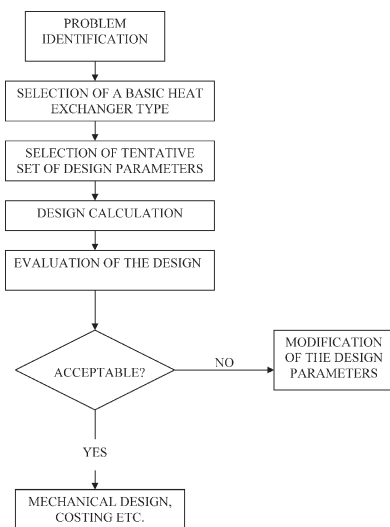 PROBLEM
IDENTIFICATION
SELECTION OF A BASIC HEAT
EXCHANGER TYPE
SELECTION OF TENTATIVE
SET OF DESIGN PARAMETERS
DESIGN CALCULATION
EVALUATION OF THE DESIGN
ACCEPTABLE?
NO
MODIFICATION
OF THE DESIGN
PARAMETERS
YES
MECHANICAL DESIGN,
COSTING ETC.